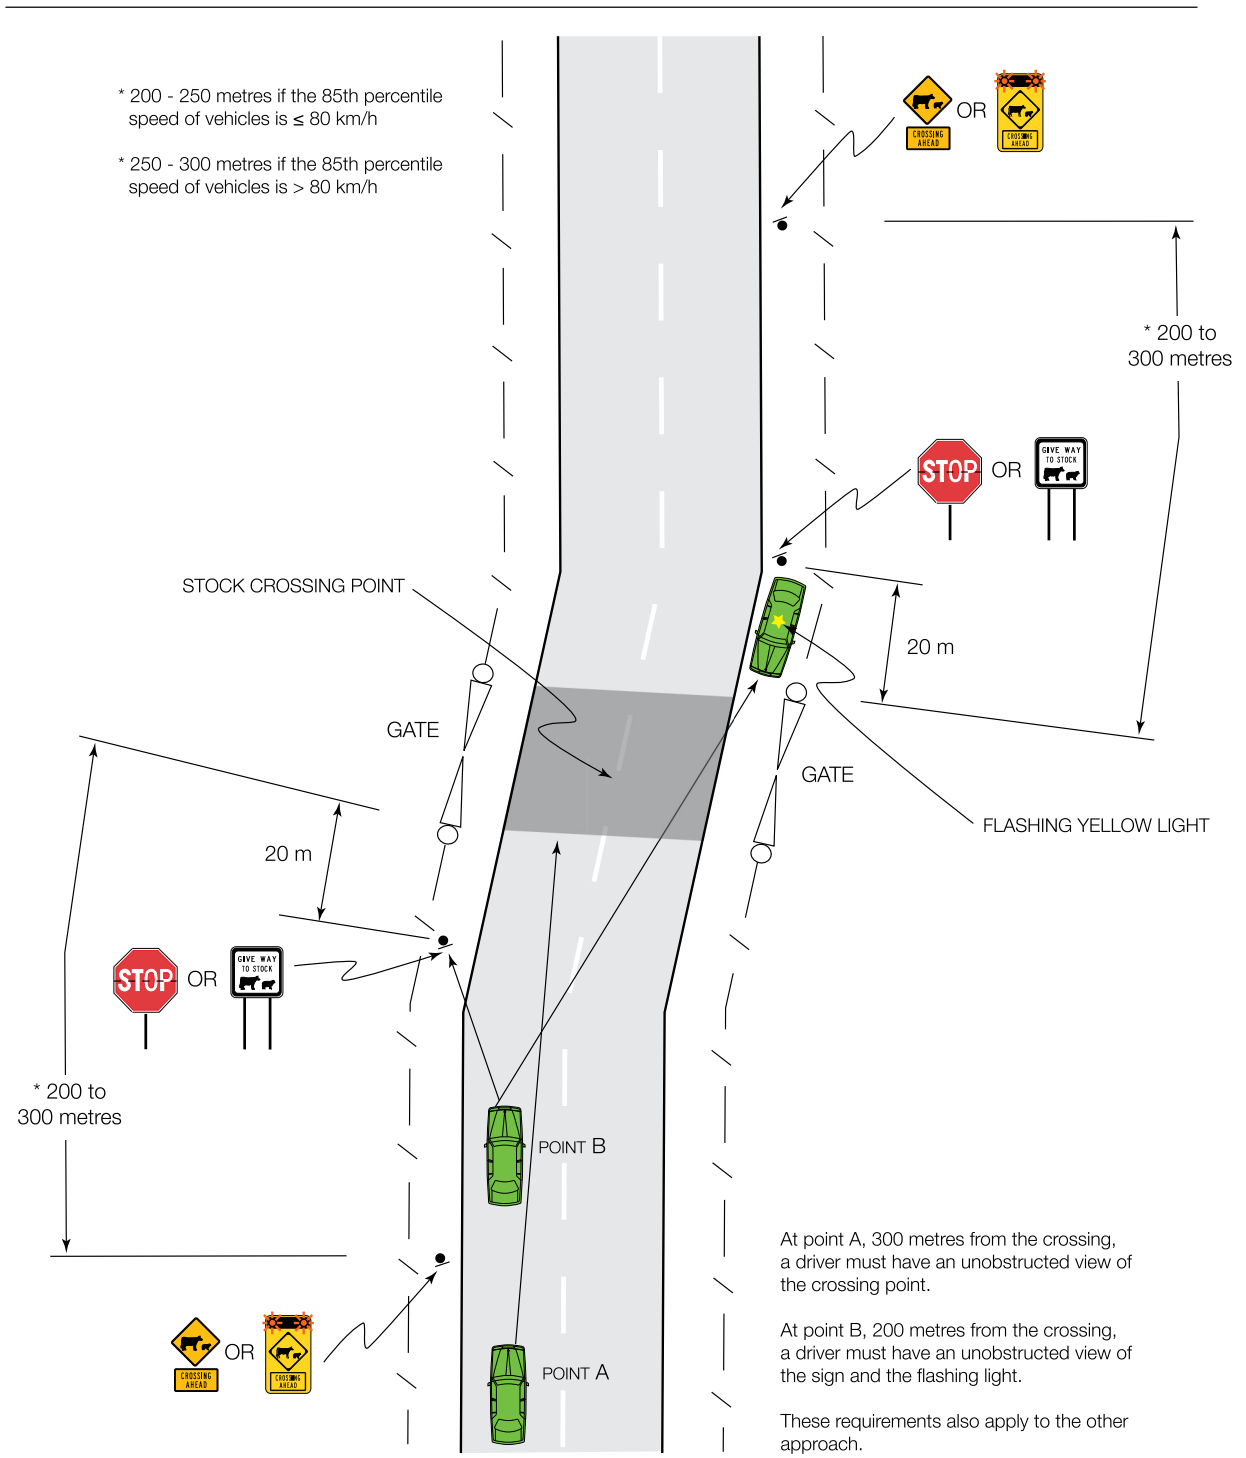 * 200 - 250 metres if the 85th percentile
speed of vehicles is ≤ 80 km/h
* 250 - 300 metres if the 85th percentile
speed of vehicles is > 80 km/h
OR
CROSSING
AHEAD
CROSSING
AHEAD
* 200 to
300 metres
STOP
OR
GIVE WAY
TO STOCK
STOCK CROSSING POINT
20 m
GATE
GATE
FLASHING YELLOW LIGHT
20 m
STOP
OR
GIVE WAY
TO STOCK
* 200 to
300 metres
POINT B
At point A, 300 metres from the crossing,
a driver must have an unobstructed view of
the crossing point.
At point B, 200 metres from the crossing,
a driver must have an unobstructed view of
the sign and the flashing light.
These requirements also apply to the other
approach.
OR
CROSSING
AHEAD
CROSSING
AHEAD
POINT A